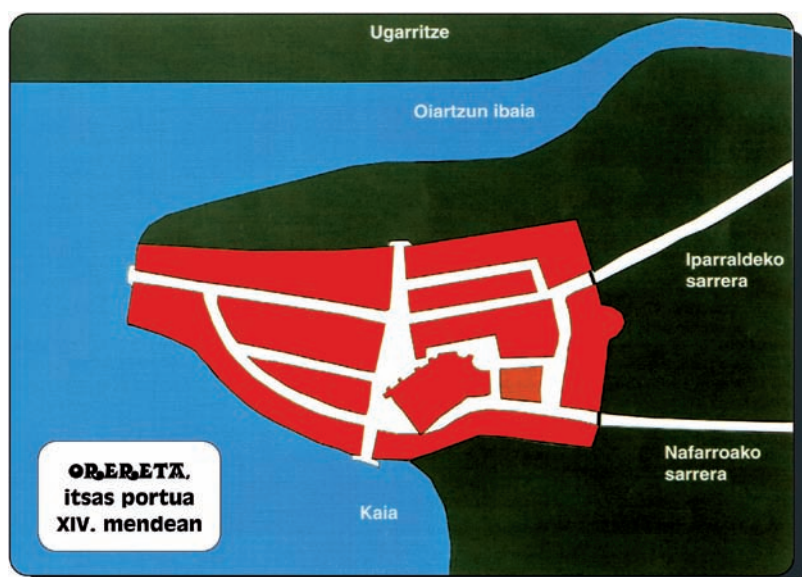 Ugarritze
Oiartzun ibaia
Iparraldeko
sarrera
Nafarroako
sarrera
Kaia
ORERETA,
itsas portua
XIV. mendean